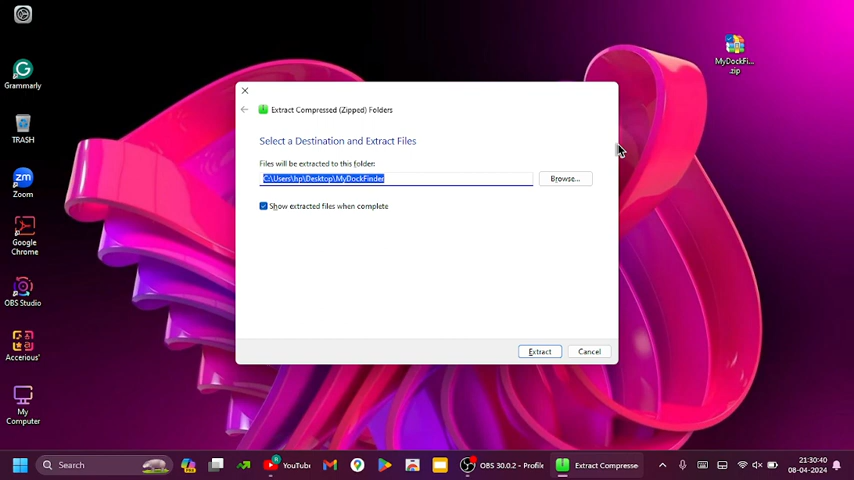 MyDockFi...
.zip
Grammarly
TRASH
Zoom
Google
Chrome
OBS Studio
Accerious'
My
Computer
Extract Compressed (Zipped) Folders
Select a Destination and Extract Files
Files will be extracted to this folder:
C:\Users\hp\Desktop\MyDockFinder
Browse...
Show extracted files when complete
Extract
Cancel
Search
YouTube
OBS 30.0.2 - Profile
Extract Compresse
21:30:40
08-04-2024